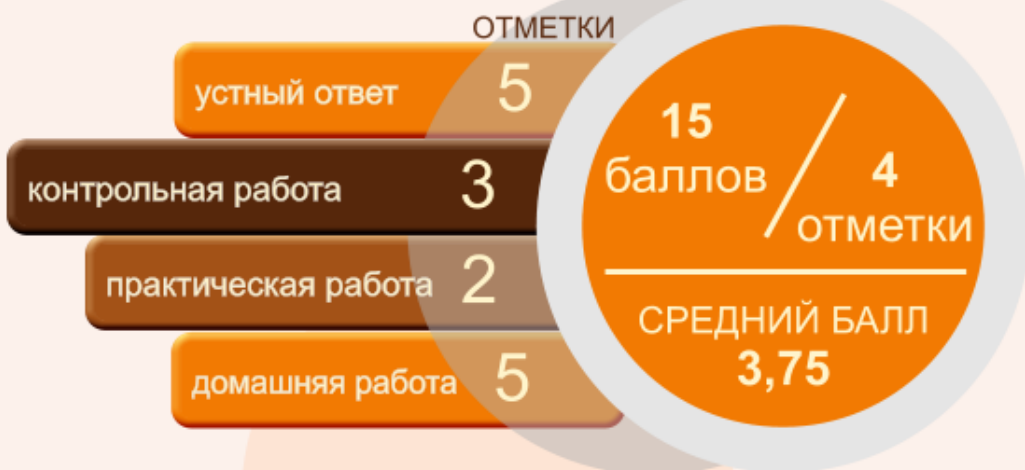 ОТМЕТКИ
устный ответ 5
контрольная работа 3
практическая работа 2
домашняя работа 5
15
баллов
/
4
отметки
СРЕДНИЙ БАЛЛ
3,75